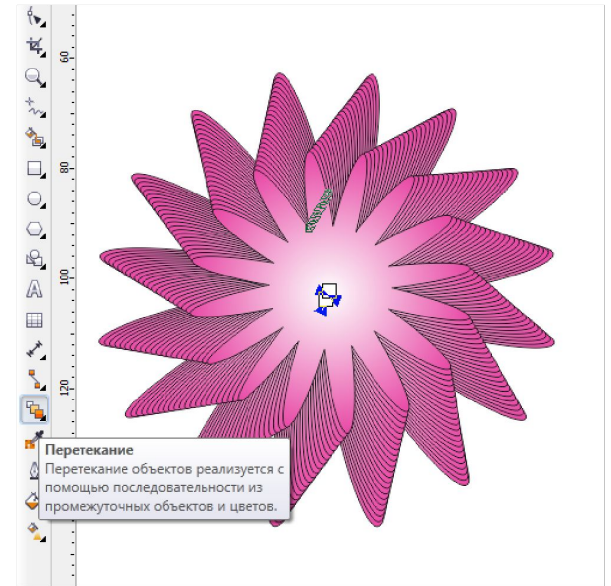 60
80
100
120
Перетекание
Перетекание объектов реализуется с
помощью последовательности из
промежуточных объектов и цветов.